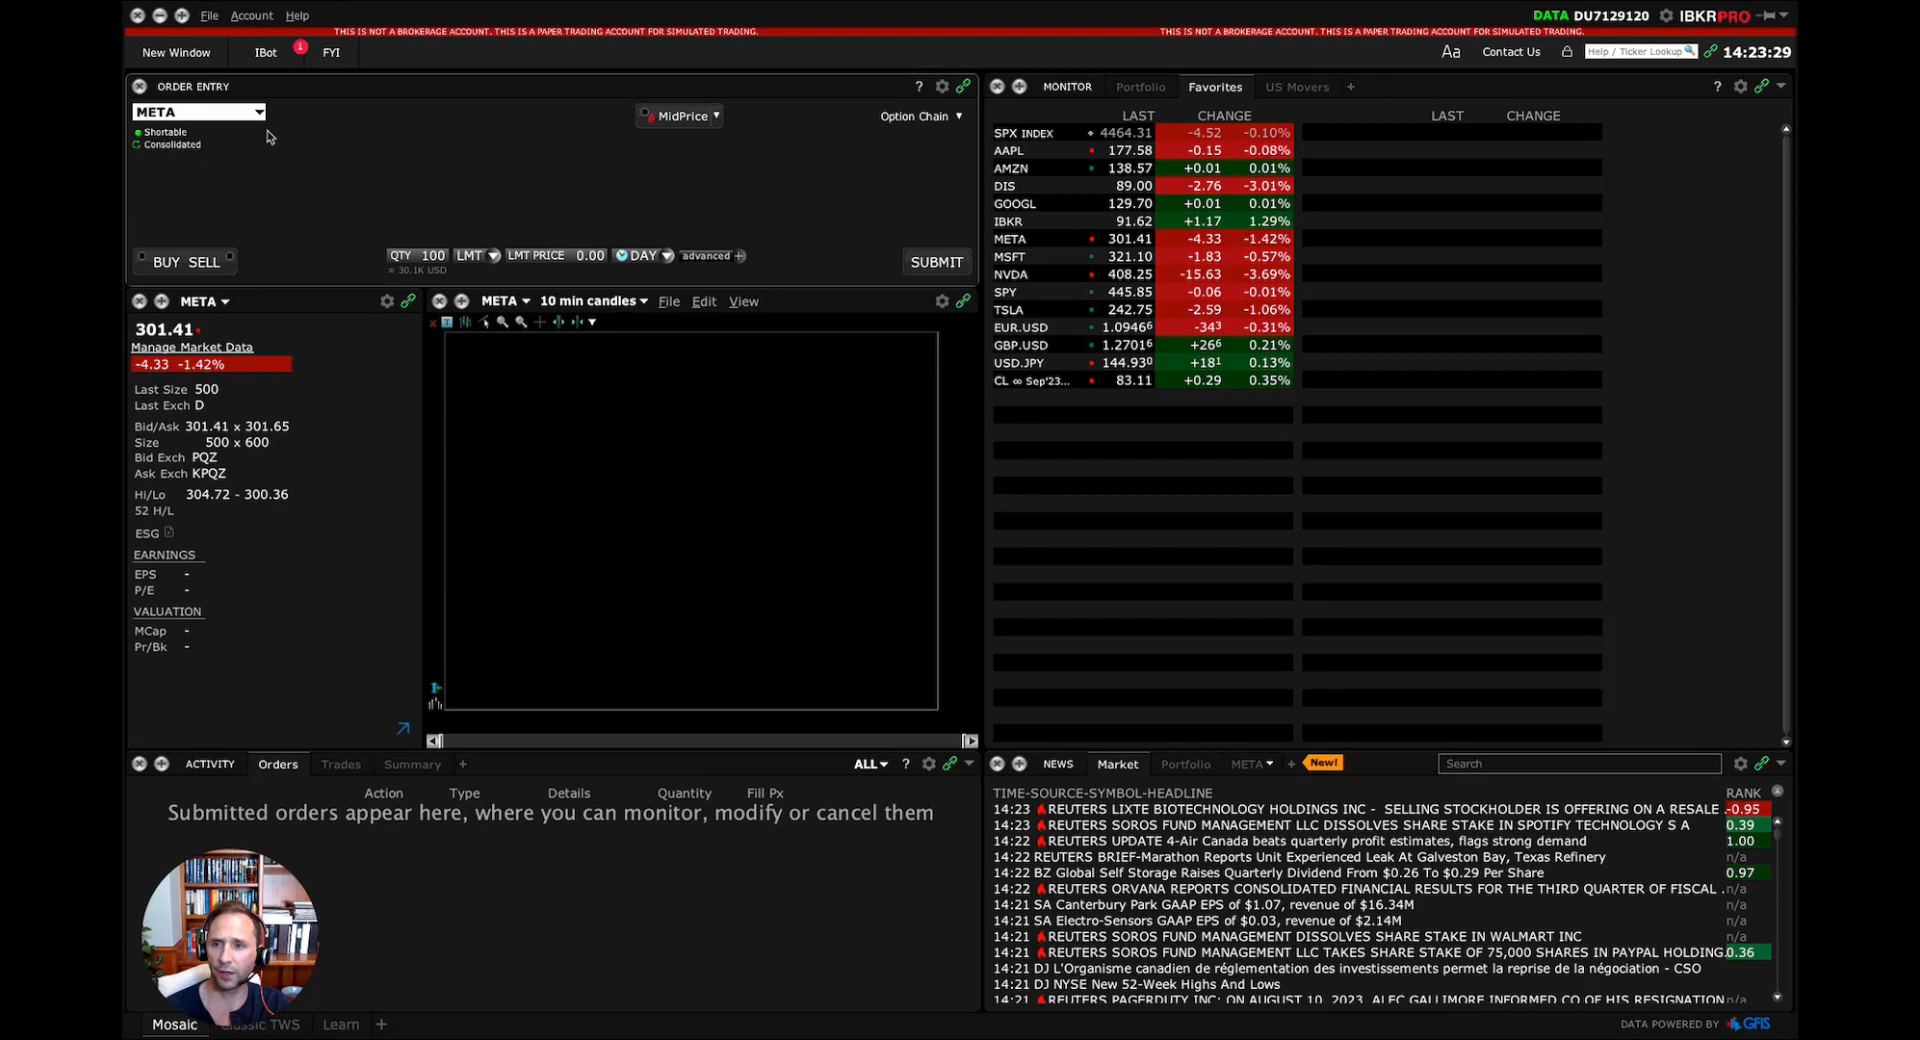 File Account Help
DATA DU7129120 IBKRPRO
THIS IS NOT A BROKERAGE ACCOUNT. THIS IS A PAPER TRADING ACCOUNT FOR SIMULATED TRADING.
THIS IS NOT A BROKERAGE ACCOUNT. THIS IS A PAPER TRADING ACCOUNT FOR SIMULATED TRADING.
New Window IBot 1 FYI
Aa Contact Us Help / Ticker Lookup 14:23:29
ORDER ENTRY ?
META
Shortable
Consolidated
MidPrice
Option Chain
BUY SELL QTY 100 LMT LMT PRICE 0.00 DAY advanced + SUBMIT
≈ 30.1K USD
META
301.41
Manage Market Data
-4.33 -1.42%
Last Size 500
Last Exch D
Bid/Ask 301.41 x 301.65
Size 500 x 600
Bid Exch PQZ
Ask Exch KPQZ
Hi/Lo 304.72 - 300.36
52 H/L
ESG
EARNINGS
EPS -
P/E -
VALUATION
MCap -
Pr/Bk -
META 10 min candles File Edit View
MONITOR Portfolio Favorites US Movers + ?
LAST CHANGE LAST CHANGE
SPX INDEX 4464.31 -4.52 -0.10%
AAPL 177.58 -0.15 -0.08%
AMZN 138.57 +0.01 0.01%
DIS 89.00 -2.76 -3.01%
GOOGL 129.70 +0.01 0.01%
IBKR 91.62 +1.17 1.29%
META 301.41 -4.33 -1.42%
MSFT 321.10 -1.83 -0.57%
NVDA 408.25 -15.63 -3.69%
SPY 445.85 -0.06 -0.01%
TSLA 242.75 -2.59 -1.06%
EUR.USD 1.0946⁶ -34³ -0.31%
GBP.USD 1.2701⁶ +26⁶ 0.21%
USD.JPY 144.93⁰ +18¹ 0.13%
CL ∞ Sep'23... 83.11 +0.29 0.35%
ACTIVITY Orders Trades Summary + ALL ?
Action Type Details Quantity Fill Px
Submitted orders appear here, where you can monitor, modify or cancel them
NEWS Market Portfolio META + New! Search
TIME-SOURCE-SYMBOL-HEADLINE RANK
14:23 REUTERS LIXTE BIOTECHNOLOGY HOLDINGS INC - SELLING STOCKHOLDER IS OFFERING ON A RESALE . -0.95
14:23 REUTERS SOROS FUND MANAGEMENT LLC DISSOLVES SHARE STAKE IN SPOTIFY TECHNOLOGY S A 0.39
14:22 REUTERS UPDATE 4-Air Canada beats quarterly profit estimates, flags strong demand 1.00
14:22 REUTERS BRIEF-Marathon Reports Unit Experienced Leak At Galveston Bay, Texas Refinery n/a
14:22 BZ Global Self Storage Raises Quarterly Dividend From $0.26 To $0.29 Per Share 0.97
14:22 REUTERS ORVANA REPORTS CONSOLIDATED FINANCIAL RESULTS FOR THE THIRD QUARTER OF FISCAL . n/a
14:21 SA Canterbury Park GAAP EPS of $1.07, revenue of $16.34M n/a
14:21 SA Electro-Sensors GAAP EPS of $0.03, revenue of $2.14M n/a
14:21 REUTERS SOROS FUND MANAGEMENT DISSOLVES SHARE STAKE IN WALMART INC n/a
14:21 REUTERS SOROS FUND MANAGEMENT LLC TAKES SHARE STAKE OF 75,000 SHARES IN PAYPAL HOLDING. 0.36
14:21 DJ L'Organisme canadien de réglementation des investissements permet la reprise de la négociation - CSO
14:21 DJ NYSE New 52-Week Highs And Lows
14:21 REUTERS PAGERDUTY INC: ON AUGUST 10, 2023, ALEC GALLIMORE INFORMED CO OF HIS RESIGNATION n/a
Mosaic Classic TWS Learn +
DATA POWERED BY GFIS